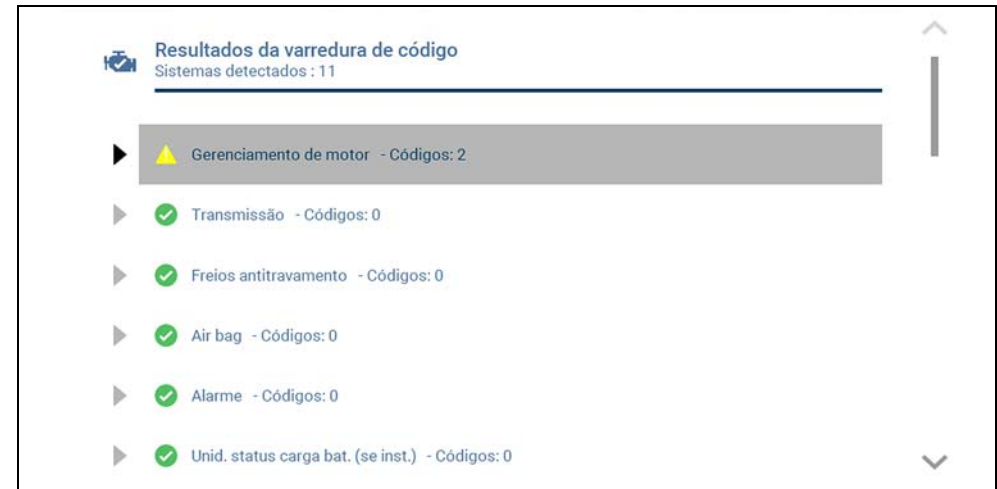 Resultados da varredura de código
Sistemas detectados : 11
Gerenciamento de motor - Códigos: 2
Transmissão - Códigos: 0
Freios antitravamento - Códigos: 0
Air bag - Códigos: 0
Alarme - Códigos: 0
Unid. status carga bat. (se inst.) - Códigos: 0